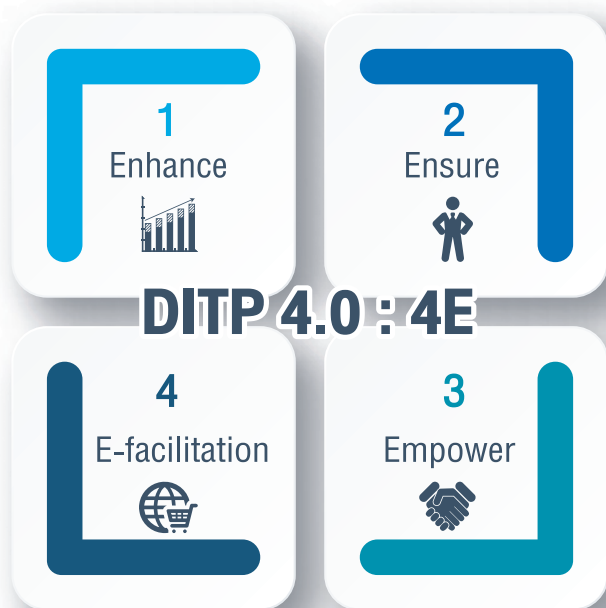 1
Enhance
2
Ensure
DITP 4.0 : 4E
4
E-facilitation
3
Empower